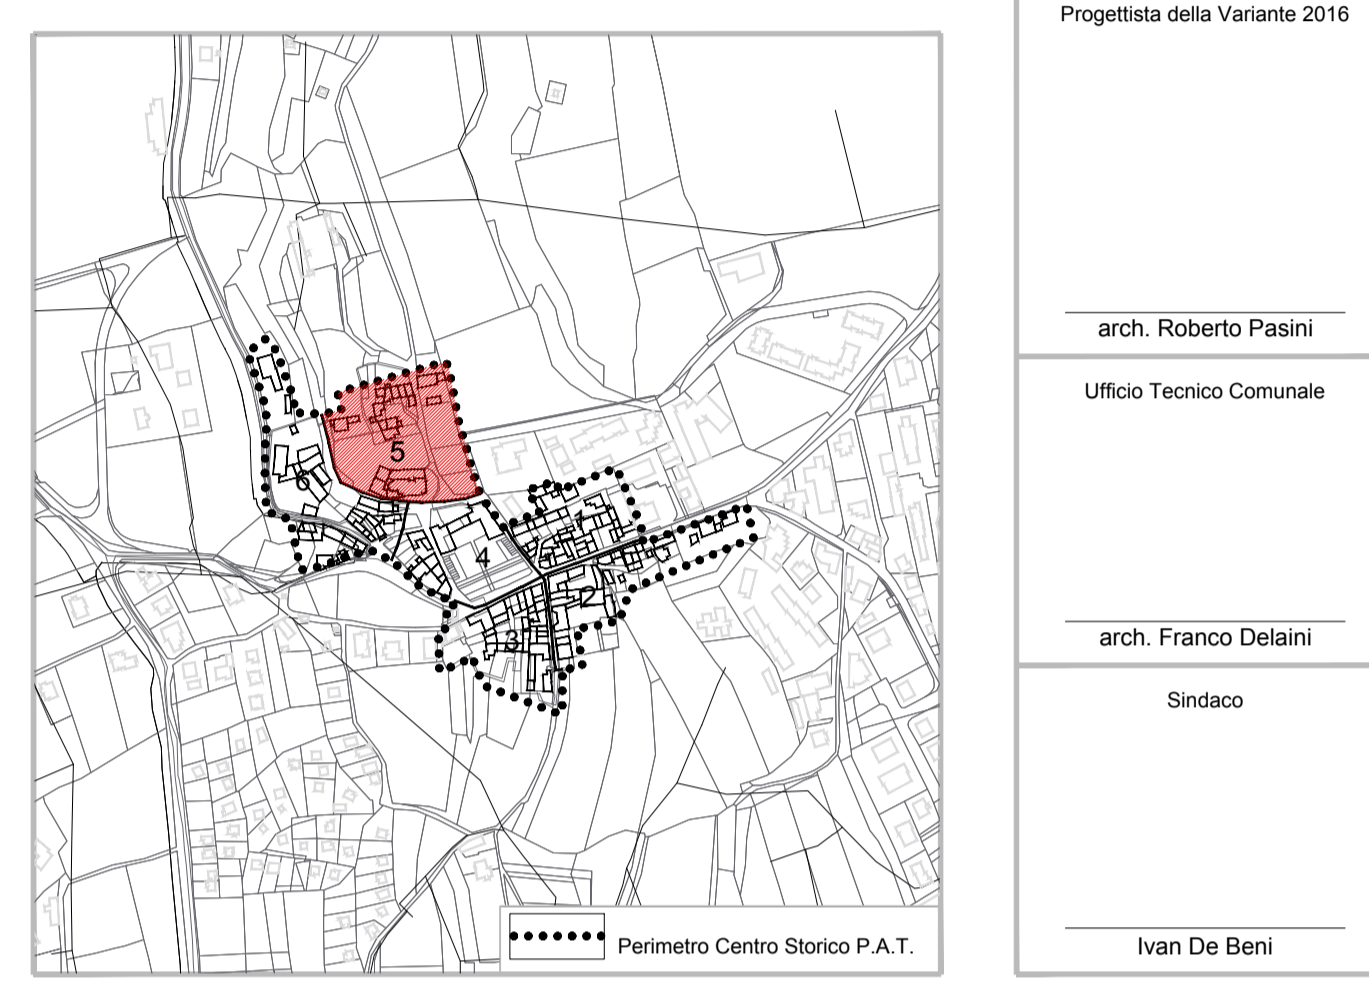 Progettista della Variante 2016
arch. Roberto Pasini
Ufficio Tecnico Comunale
arch. Franco Delaini
Sindaco
Ivan De Beni
5
6
1
4
2
3
Perimetro Centro Storico P.A.T.